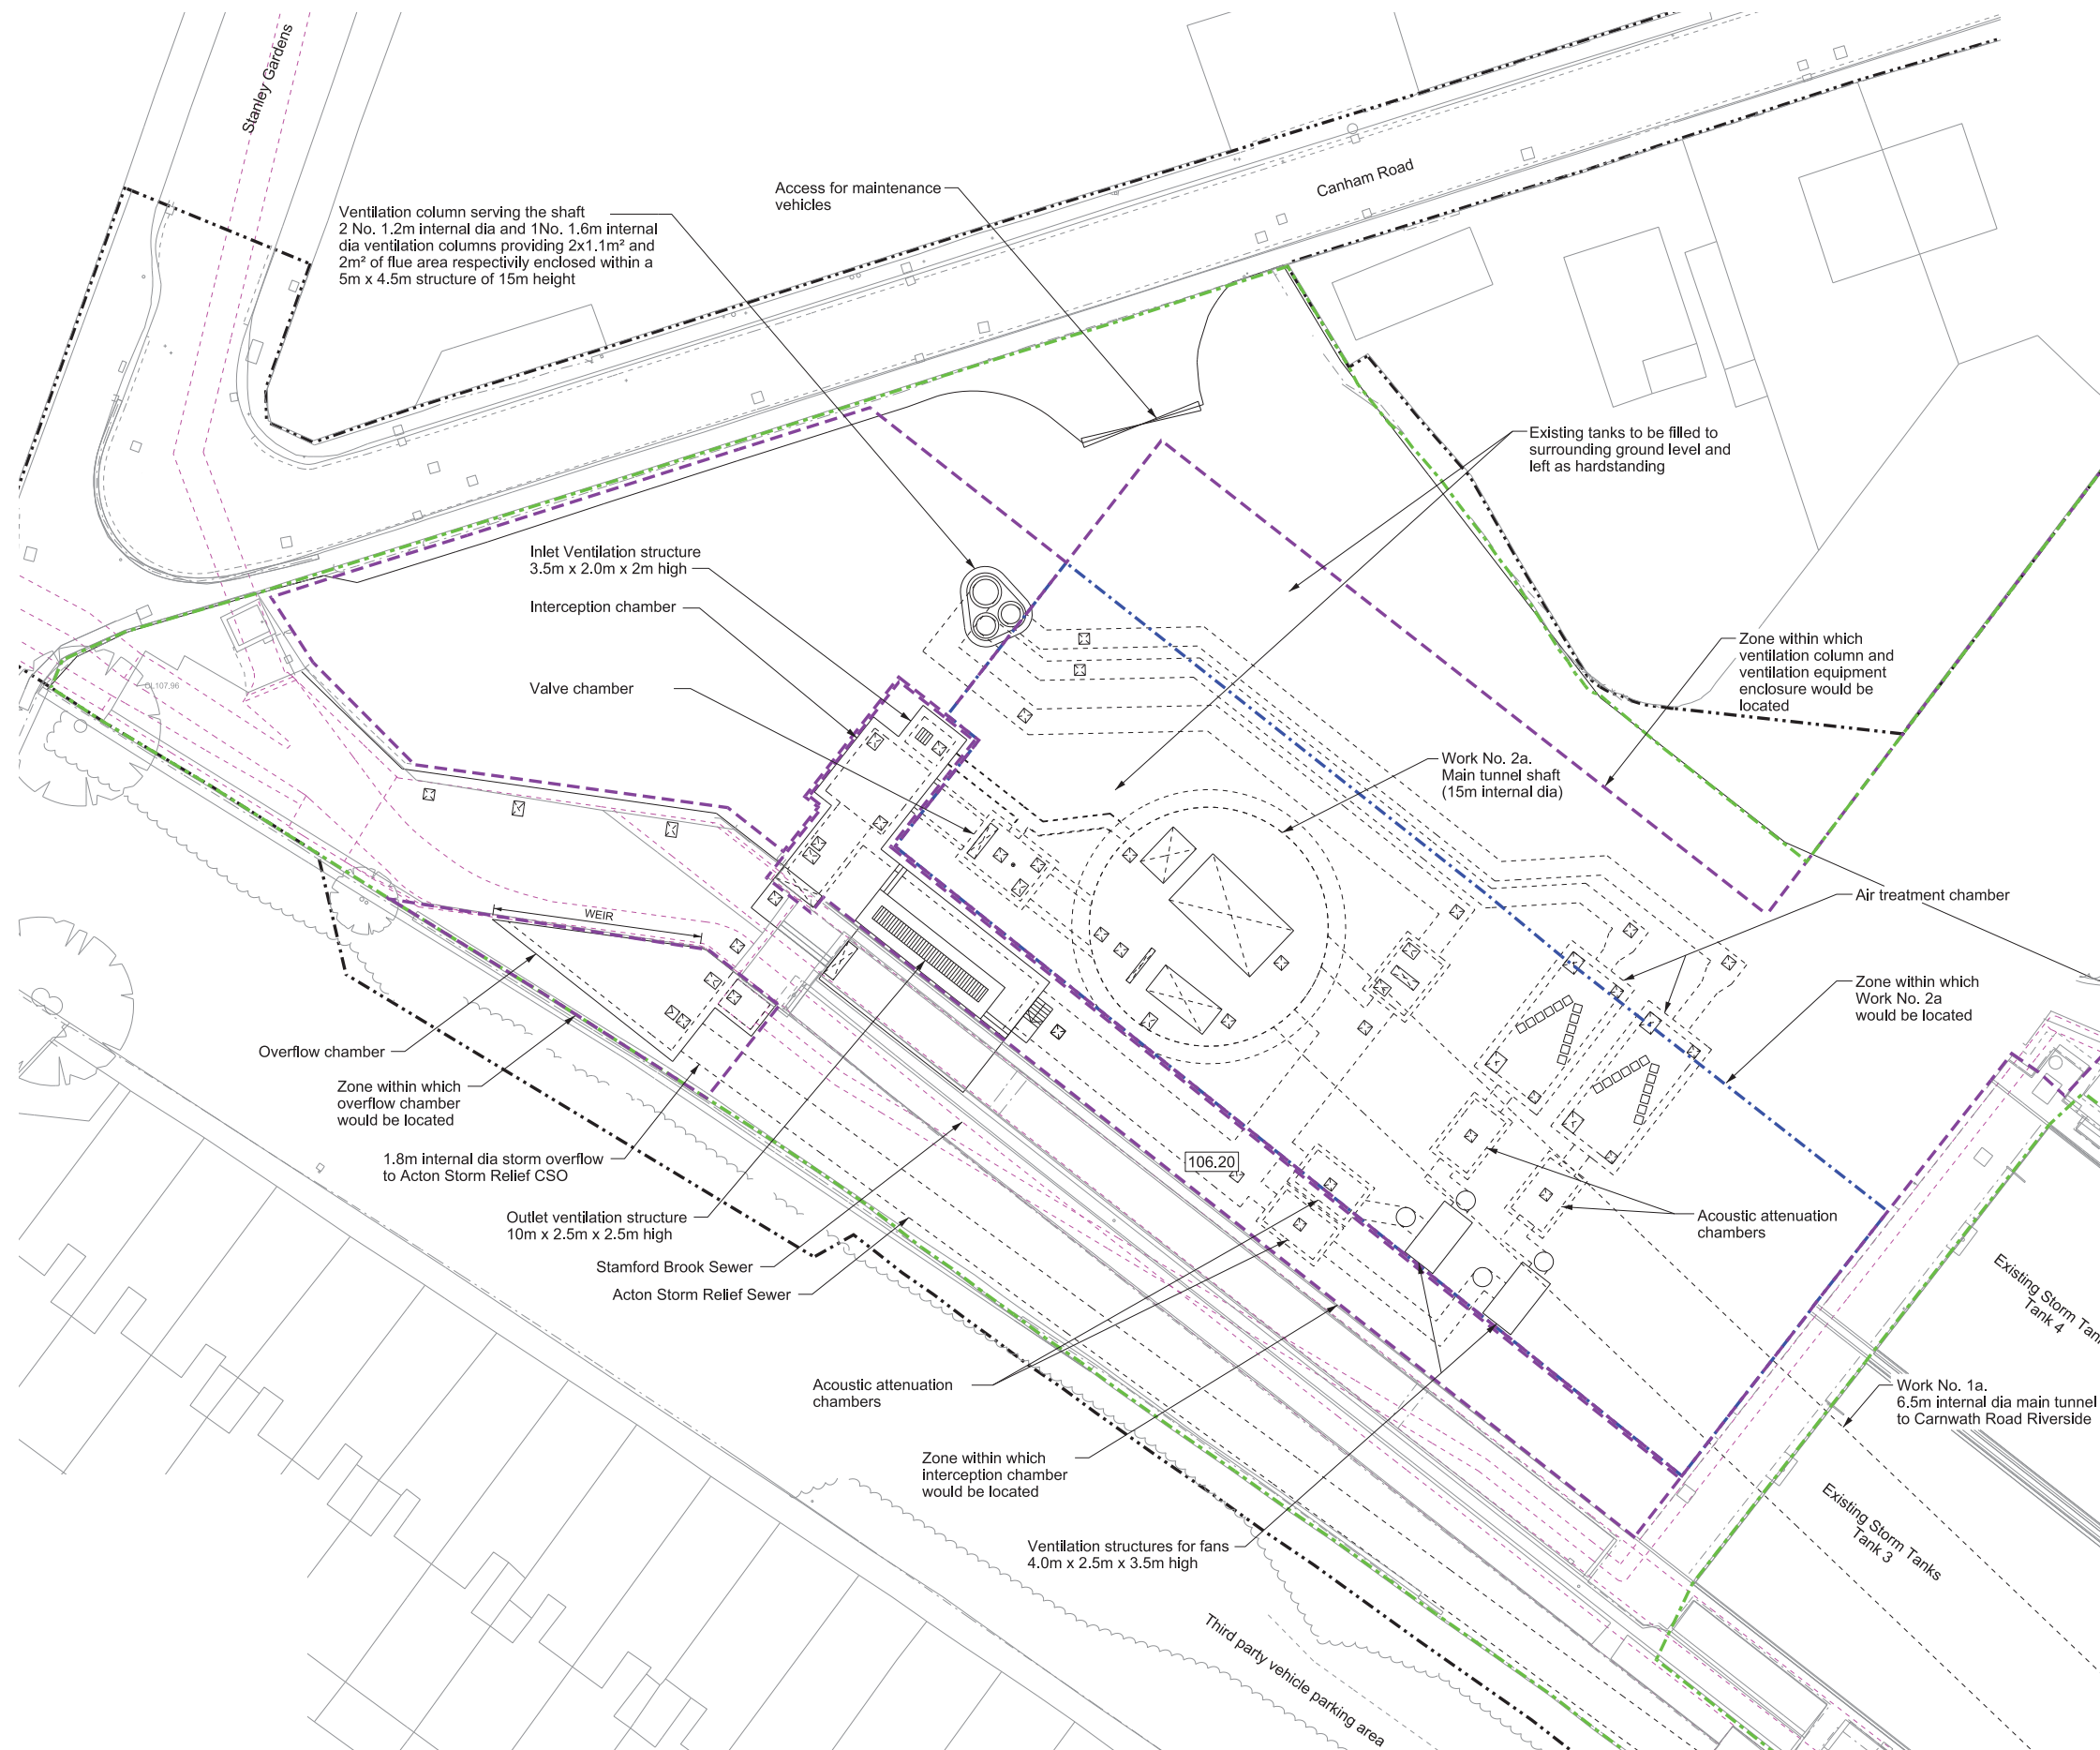 Stanley Gardens
Canham Road
Access for maintenance
vehicles
Ventilation column serving the shaft
2 No. 1.2m internal dia and 1No. 1.6m internal
dia ventilation columns providing 2x1.1m² and
2m² of flue area respectivily enclosed within a
5m x 4.5m structure of 15m height
Existing tanks to be filled to
surrounding ground level and
left as hardstanding
Inlet Ventilation structure
3.5m x 2.0m x 2m high
Interception chamber
Valve chamber
CL107.96
Zone within which
ventilation column and
ventilation equipment
enclosure would be
located
Work No. 2a.
Main tunnel shaft
(15m internal dia)
Air treatment chamber
WEIR
Zone within which
Work No. 2a
would be located
Overflow chamber
Zone within which
overflow chamber
would be located
1.8m internal dia storm overflow
to Acton Storm Relief CSO
106.20
Outlet ventilation structure
10m x 2.5m x 2.5m high
Acoustic attenuation
chambers
Stamford Brook Sewer
Acton Storm Relief Sewer
Existing Storm Tan
Tank 4
Acoustic attenuation
chambers
Work No. 1a.
6.5m internal dia main tunnel
to Carnwath Road Riverside
Zone within which
interception chamber
would be located
Existing Storm Tanks
Tank 3
Ventilation structures for fans
4.0m x 2.5m x 3.5m high
Third party vehicle parking area